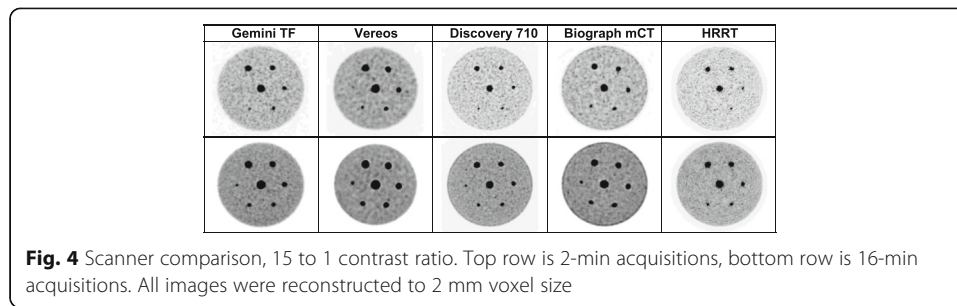 Gemini TF Vereos Discovery 710 Biograph mCT HRRT
Fig. 4 Scanner comparison, 15 to 1 contrast ratio. Top row is 2-min acquisitions, bottom row is 16-min
acquisitions. All images were reconstructed to 2 mm voxel size